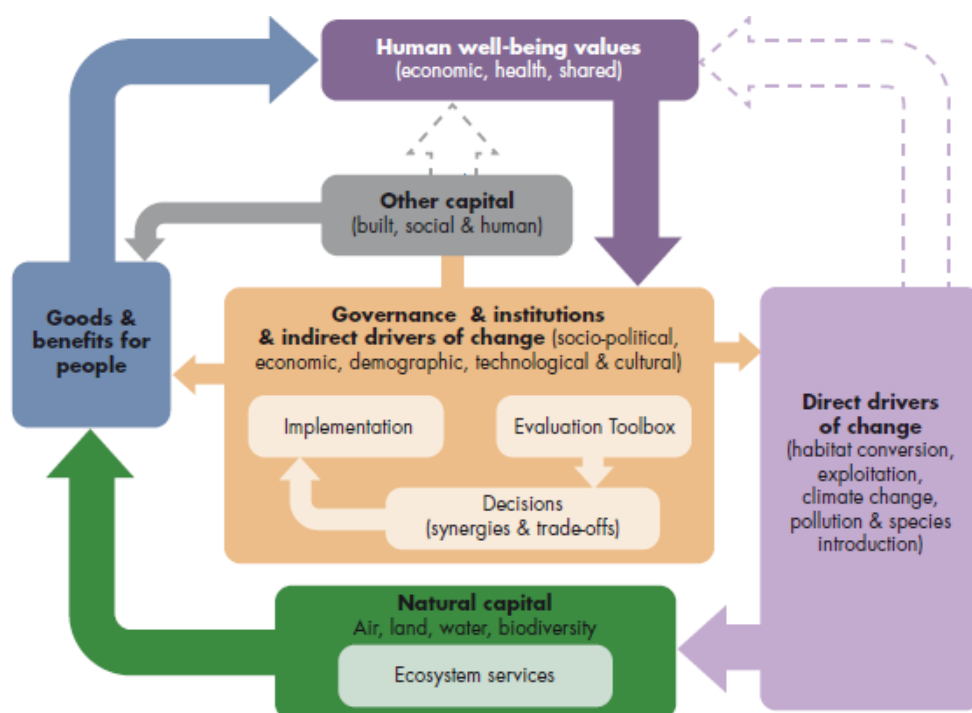 Human well-being values
(economic, health, shared)
Other capital
(built, social & human)
Goods &
benefits for
people
Governance & institutions
& indirect drivers of change (socio-political,
economic, demographic, technological & cultural)
Implementation
Evaluation Toolbox
Decisions
(synergies & trade-offs)
Direct drivers
of change
(habitat conversion,
exploitation,
climate change,
pollution & species
introduction)
Natural capital
Air, land, water, biodiversity
Ecosystem services